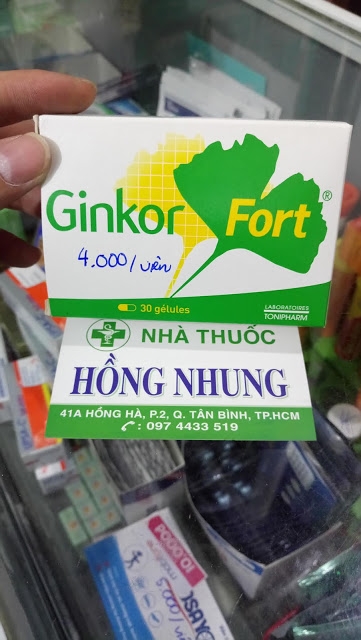 Ginkor Fort®
4.000/viên
30 gélules
LABORATOIRES
TONIPHARM
NHÀ THUỐC
HỒNG NHUNG
41A HỒNG HÀ, P.2, Q. TÂN BÌNH, TP.HCM
: 097 4433 519